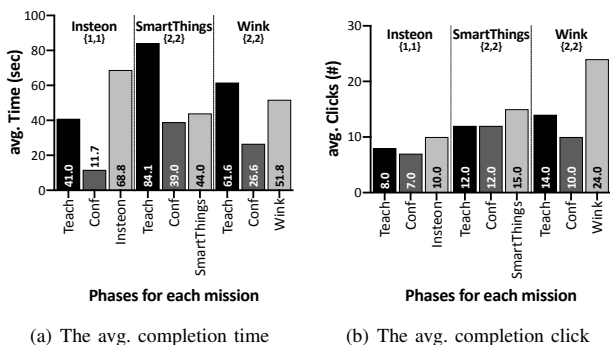 Insteon SmartThings Wink
{1,1} {2,2} {2,2}
avg. Time (sec)
100
80
60
40
20
0
41.0 11.7 68.8 84.1 39.0 44.0 61.6 26.6 51.8
Teach Conf Insteon Teach Conf SmartThings Teach Conf Wink
Phases for each mission
(a) The avg. completion time
Insteon SmartThings Wink
{1,1} {2,2} {2,2}
avg. Clicks (#)
30
20
10
0
8.0 7.0 10.0 12.0 12.0 15.0 14.0 10.0 24.0
Teach Conf Insteon Teach Conf SmartThings Teach Conf Wink
Phases for each mission
(b) The avg. completion click